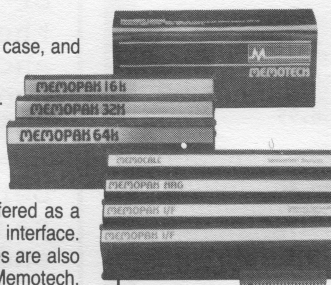 case, and
MEMOTECH
MEMOPAK 16k
MEMOPAK 32K
MEMOPAK 64k
MEMOCALC
MEMOPAK HRG
MEMOPAK I/F
MEMOPAK I/F
fered as a
interface.
es are also
Memotech.